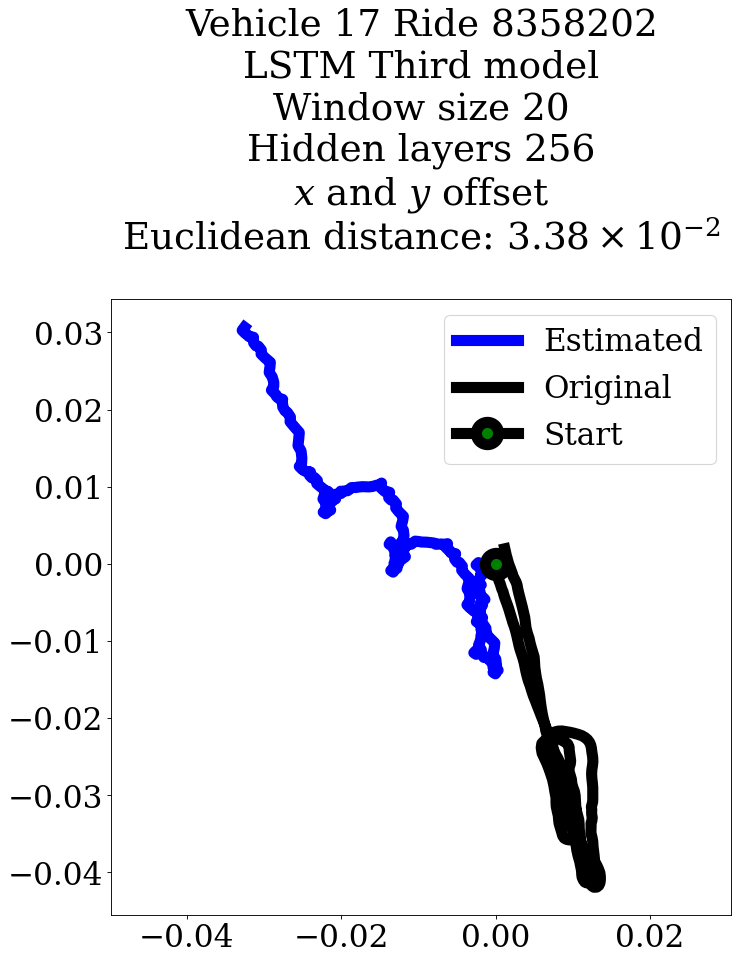 Vehicle 17 Ride 8358202
LSTM Third model
Window size 20
Hidden layers 256
x and y offset
Euclidean distance: 3.38 × 10⁻²
Estimated
Original
Start
0.03
0.02
0.01
0.00
−0.01
−0.02
−0.03
−0.04
−0.04 −0.02 0.00 0.02